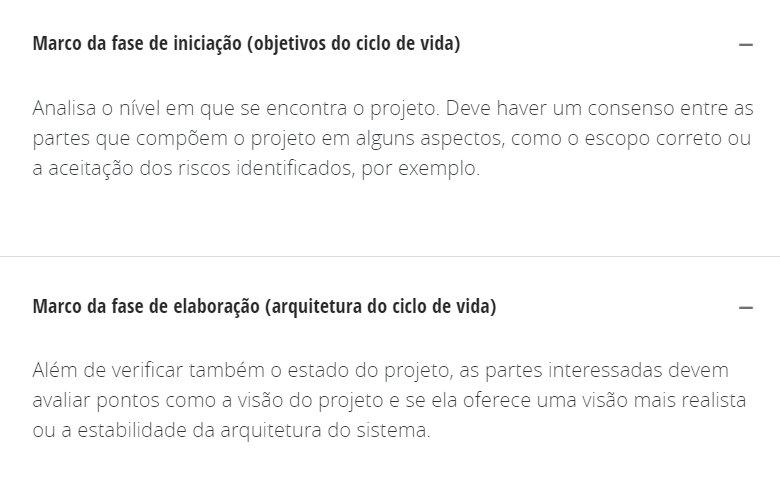 Marco da fase de iniciação (objetivos do ciclo de vida)
Analisa o nível em que se encontra o projeto. Deve haver um consenso entre as
partes que compõem o projeto em alguns aspectos, como o escopo correto ou
a aceitação dos riscos identificados, por exemplo.
Marco da fase de elaboração (arquitetura do ciclo de vida)
Além de verificar também o estado do projeto, as partes interessadas devem
avaliar pontos como a visão do projeto e se ela oferece uma visão mais realista
ou a estabilidade da arquitetura do sistema.